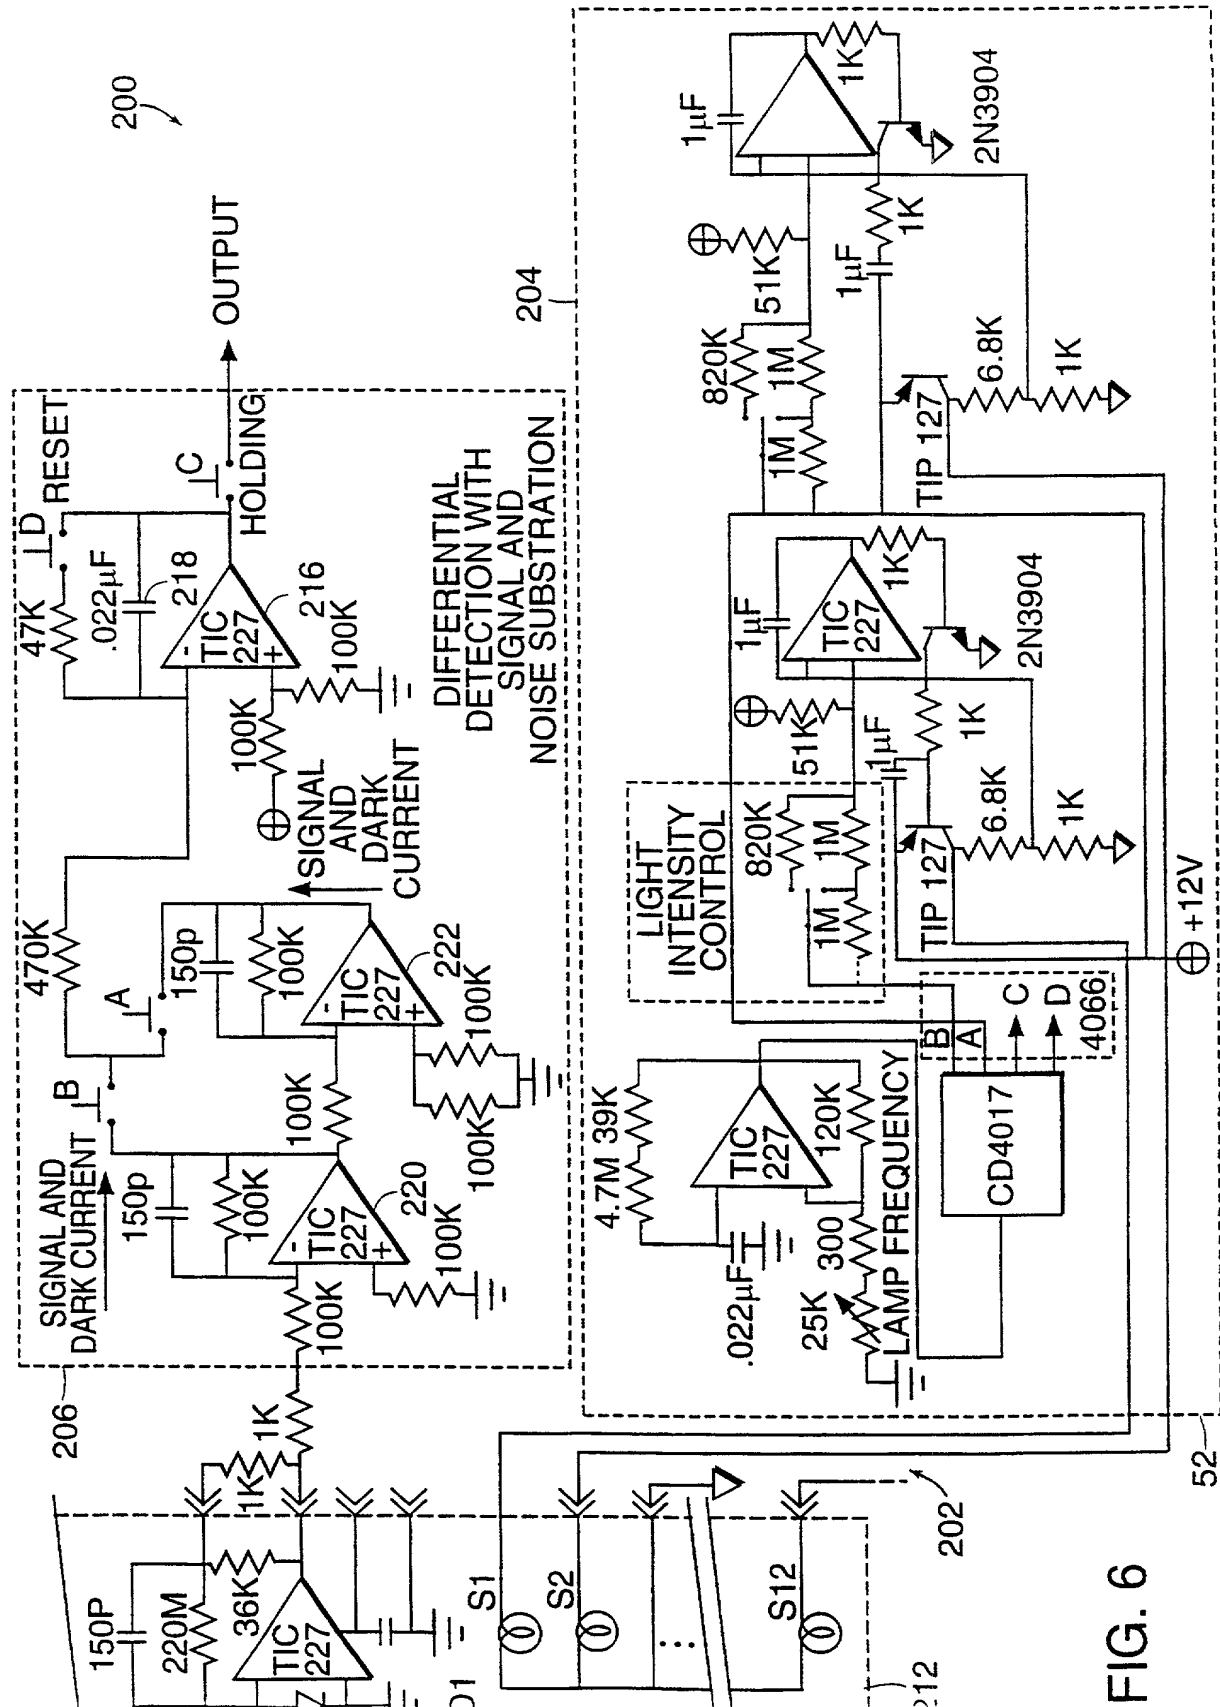 200
206
SIGNAL AND
DARK CURRENT
B
A
470K
47K
D
RESET
.022µF
218
-
TIC
227
+
216
C
HOLDING
OUTPUT
150p
100K
-
TIC
227
+
220
100K
100K
100K
150p
100K
-
TIC
227
+
222
100K
100K
SIGNAL
AND
DARK
CURRENT
100K
100K
DIFFERENTIAL
DETECTION WITH
SIGNAL AND
NOISE SUBSTRATION
1K
1K
150P
220M
36K
TIC
227
S1
S2
S12
202
212
204
52
4.7M
39K
TIC
227
.022µF
120K
300
25K
LAMP FREQUENCY
CD4017
B
A
C
D
4066
LIGHT
INTENSITY
CONTROL
820K
1M
1M
51K
1µF
TIC
227
1K
2N3904
1µF
1K
TIP 127
6.8K
1K
+12V
820K
1M
1M
51K
1µF
1K
2N3904
1µF
1K
TIP 127
6.8K
1K
FIG. 6